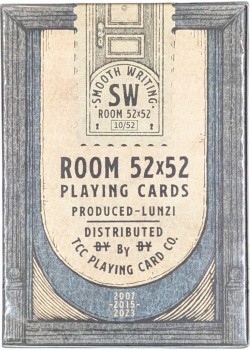 SMOOTH WRITING
SW
ROOM 52x52
10/52
ROOM 52x52
PLAYING CARDS
PRODUCED-LUNZI
DISTRIBUTED
BY By BY
TCC PLAYING CARD CO.
2007
-2015-
2023